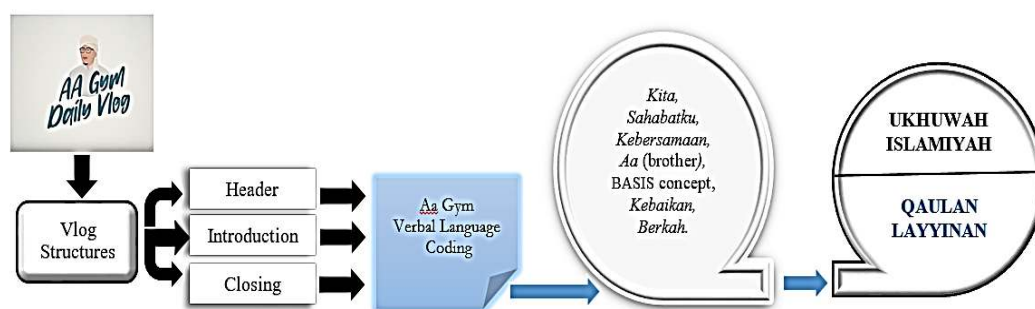 AA Gym
Daily Vlog
Vlog
Structures
Header
Introduction
Closing
Aa Gym
Verbal Language
Coding
Kita,
Sahabatku,
Kebersamaan,
Aa (brother),
BASIS concept,
Kebaikan,
Berkah.
UKHUWAH
ISLAMIYAH
QAULAN
LAYYINAN